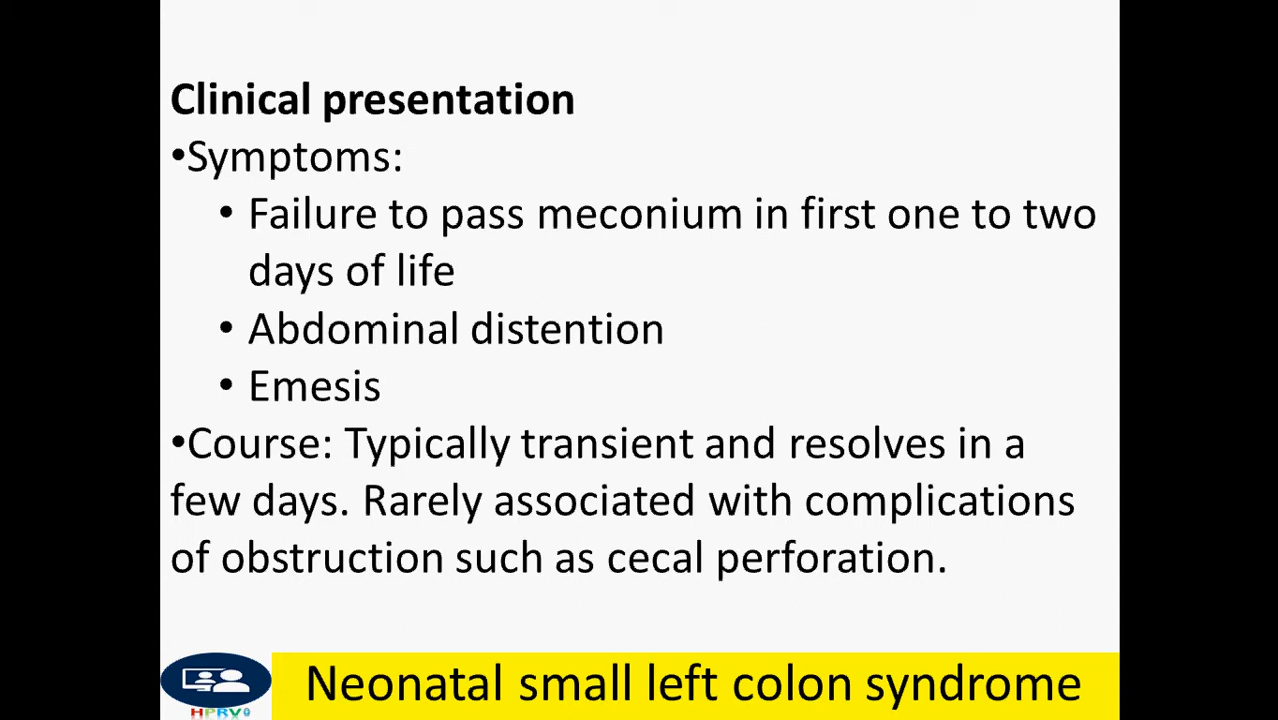 Clinical presentation
•Symptoms:
• Failure to pass meconium in first one to two
days of life
• Abdominal distention
• Emesis
•Course: Typically transient and resolves in a
few days. Rarely associated with complications
of obstruction such as cecal perforation.
Neonatal small left colon syndrome
HPRV